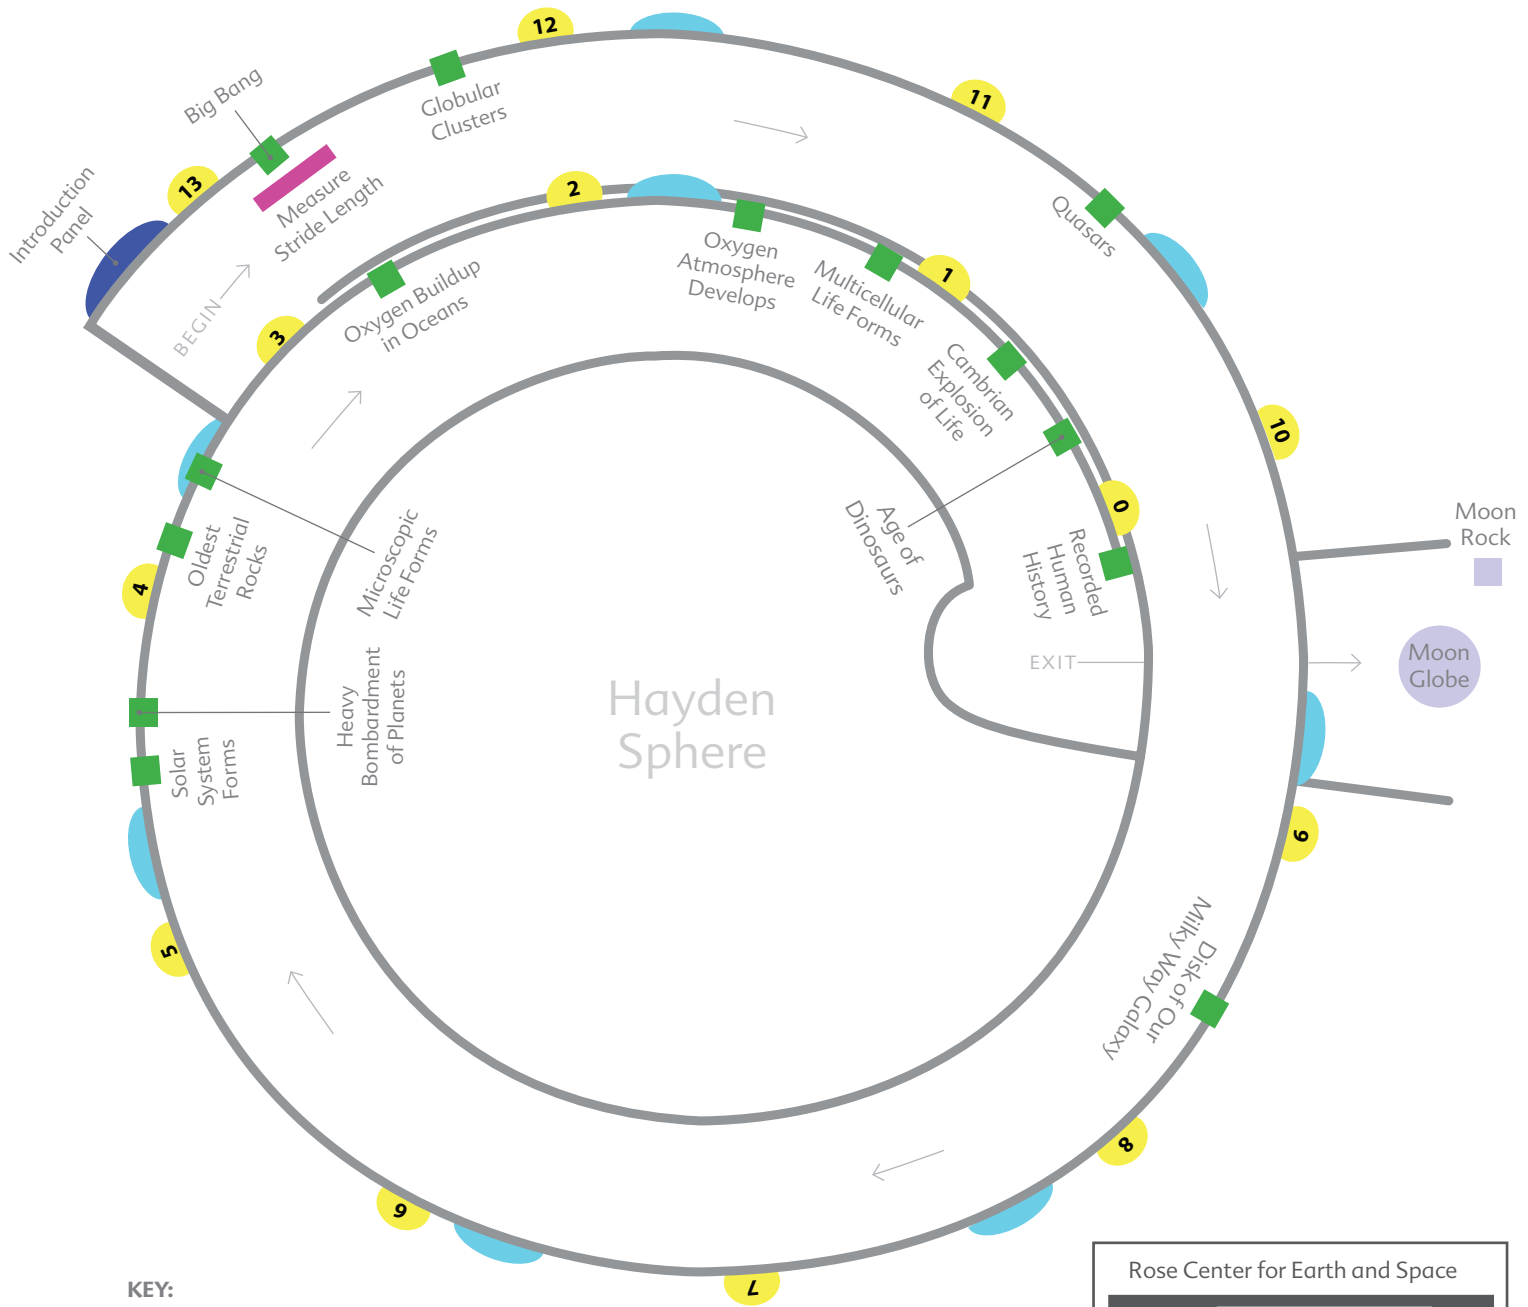 Introduction
Panel
13
Big Bang
Measure
Stride Length
BEGIN
Globular
Clusters
12
11
Quasars
10
Moon
Rock
Moon
Globe
9
Disk of Our
Milky Way Galaxy
8
7
6
5
Solar
System
Forms
Heavy
Bombardment
of Planets
4
Oldest
Terrestrial
Rocks
Microscopic
Life Forms
3
Oxygen Buildup
in Oceans
2
Oxygen
Atmosphere
Develops
Multicellular
Life Forms
1
Cambrian
Explosion
of Life
Age of
Dinosaurs
0
Recorded
Human
History
EXIT
Hayden
Sphere
KEY:
Rose Center for Earth and Space